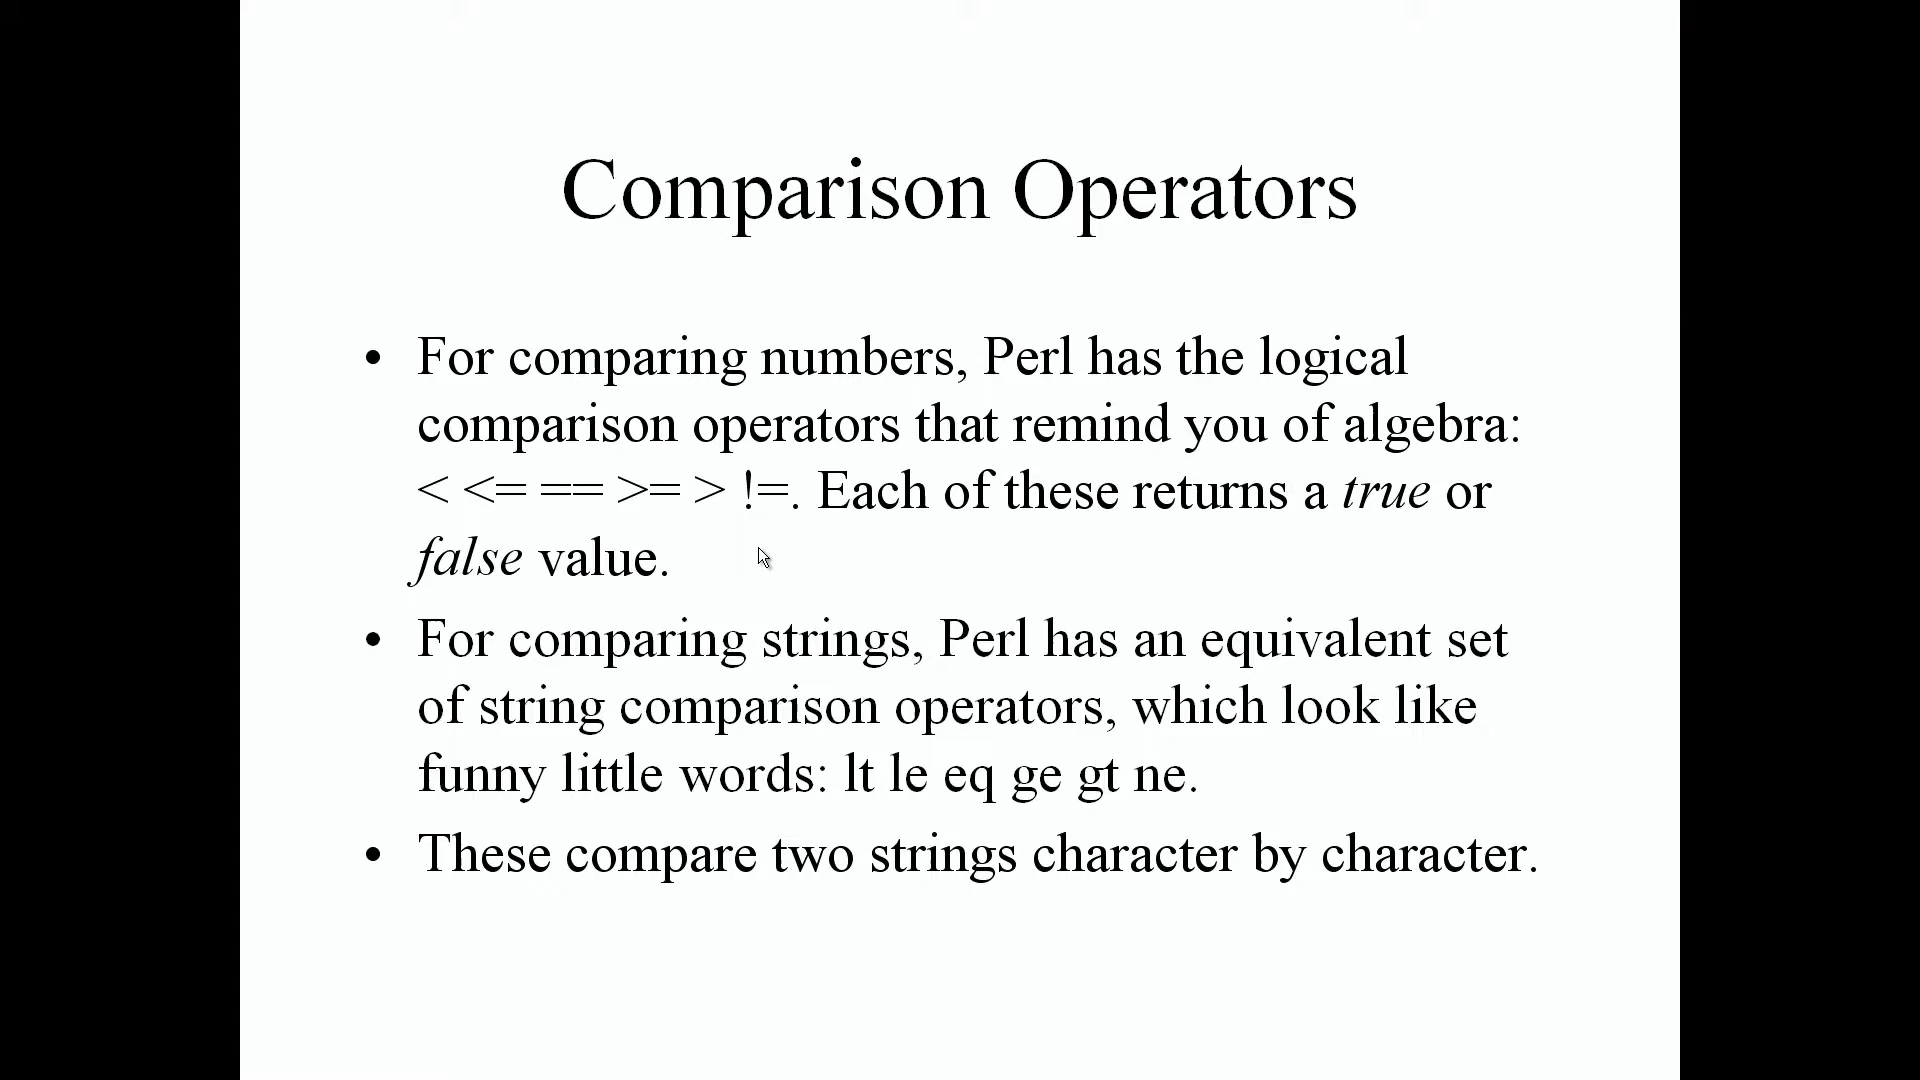 Comparison Operators
• For comparing numbers, Perl has the logical
comparison operators that remind you of algebra:
< <= == >= > !=. Each of these returns a true or
false value.
• For comparing strings, Perl has an equivalent set
of string comparison operators, which look like
funny little words: lt le eq ge gt ne.
• These compare two strings character by character.